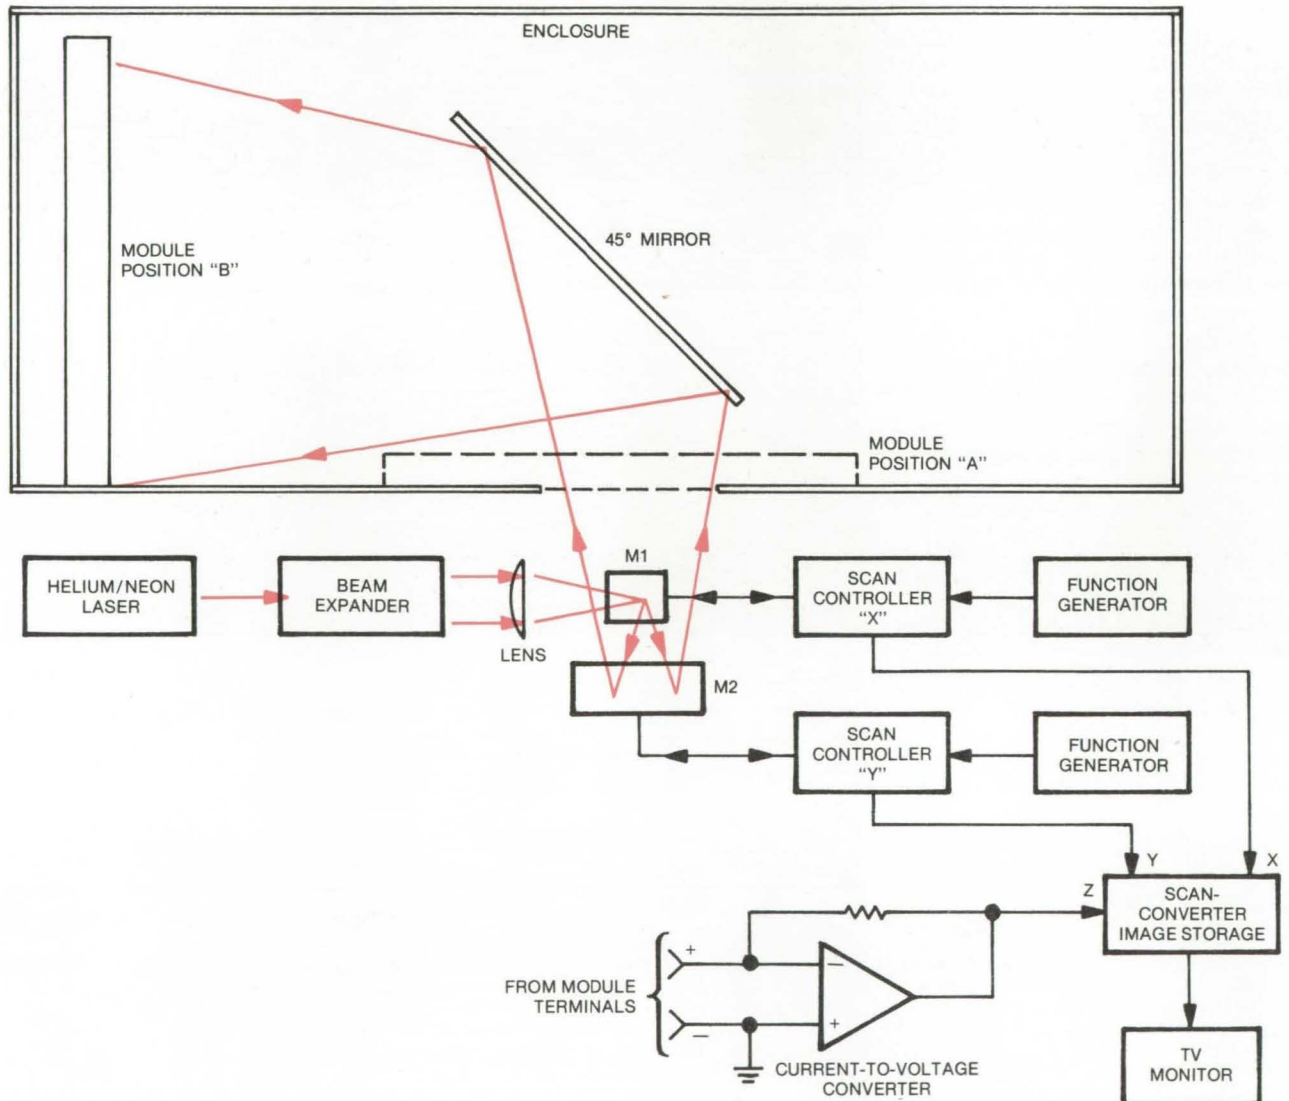 ENCLOSURE
MODULE
POSITION "B"
45° MIRROR
MODULE
POSITION "A"
HELIUM/NEON
LASER
BEAM
EXPANDER
LENS
M1
M2
SCAN
CONTROLLER
"X"
FUNCTION
GENERATOR
SCAN
CONTROLLER
"Y"
FUNCTION
GENERATOR
Y
X
Z
SCAN-
CONVERTER
IMAGE STORAGE
FROM MODULE
TERMINALS
+
−
−
+
CURRENT-TO-VOLTAGE
CONVERTER
TV
MONITOR